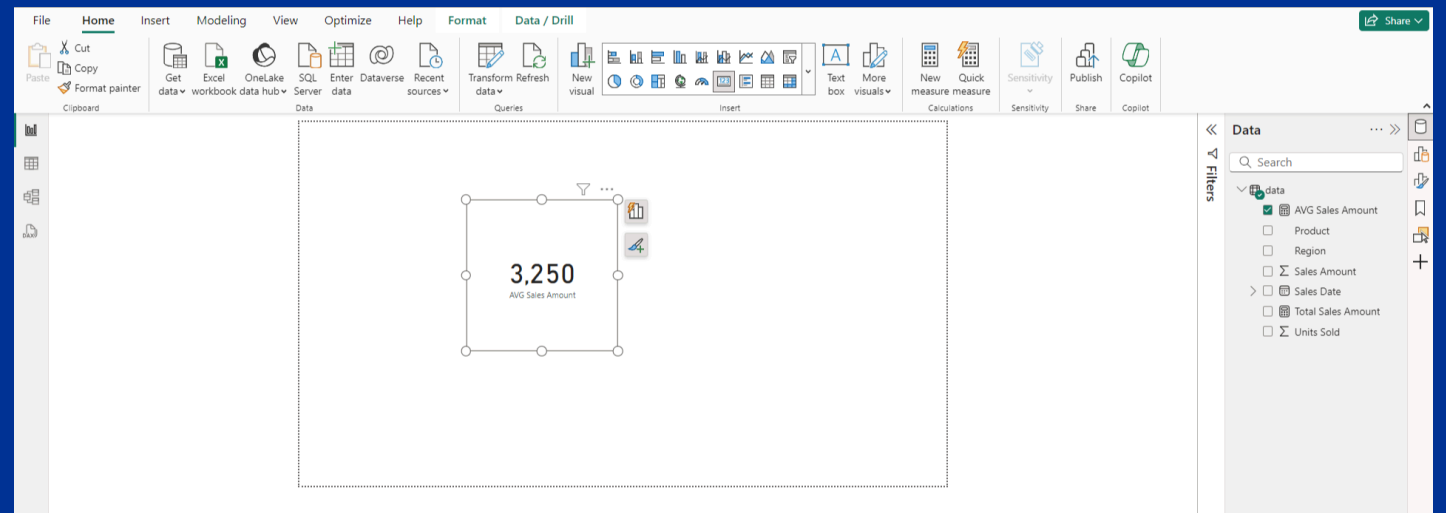 File Home Insert Modeling View Optimize Help Format Data / Drill Share
Paste
Cut
Copy
Format painter
Clipboard
Get data
Excel workbook
OneLake data hub
SQL Server
Enter data
Dataverse
Recent sources
Data
Transform data
Refresh
Queries
New visual
Text box
More visuals
Insert
New measure
Quick measure
Calculations
Sensitivity
Sensitivity
Publish
Share
Copilot
Copilot
3,250
AVG Sales Amount
Filters
Data
Search
data
AVG Sales Amount
Product
Region
Sales Amount
Sales Date
Total Sales Amount
Units Sold
DAX